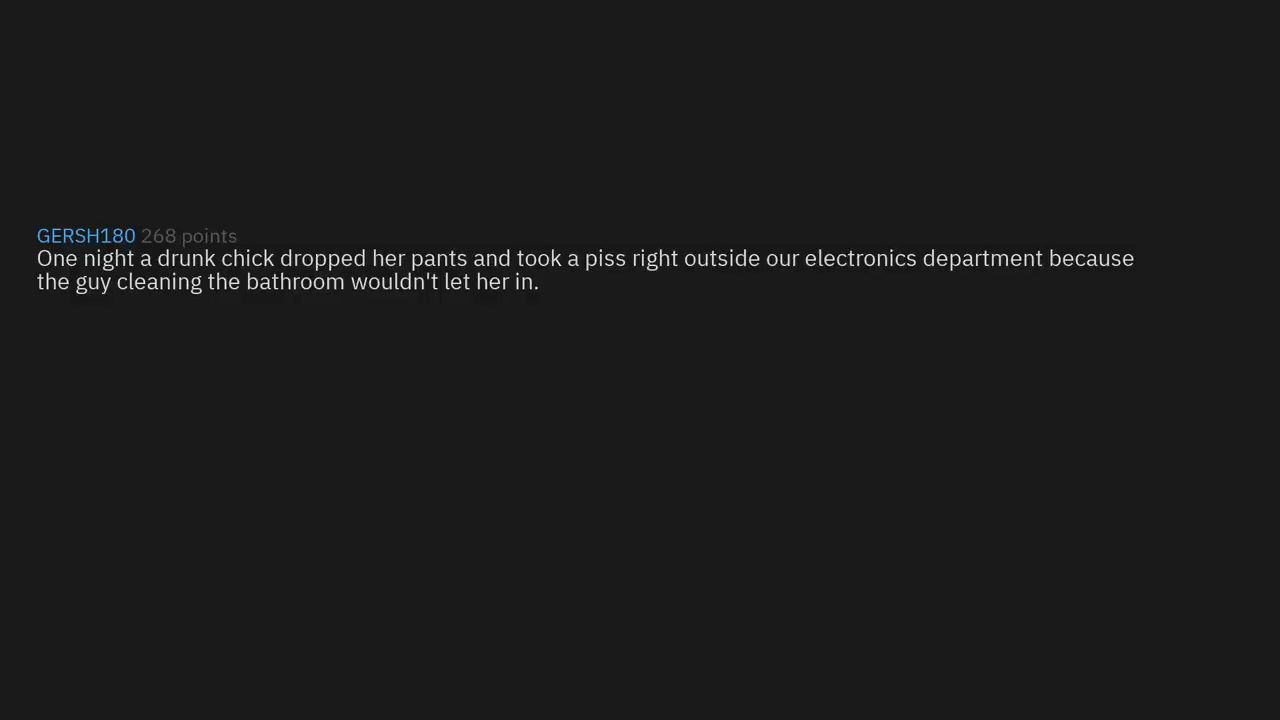 GERSH180 268 points
One night a drunk chick dropped her pants and took a piss right outside our electronics department because
the guy cleaning the bathroom wouldn't let her in.